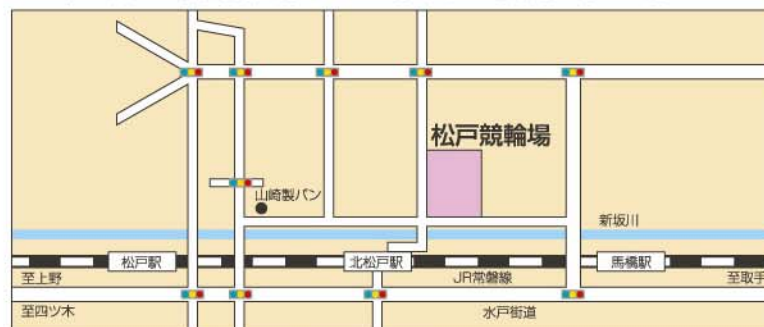 松戸競輪場
山崎製パン
新坂川
松戸駅
北松戸駅
馬橋駅
至上野
JR常磐線
至取手
至四ツ木
水戸街道